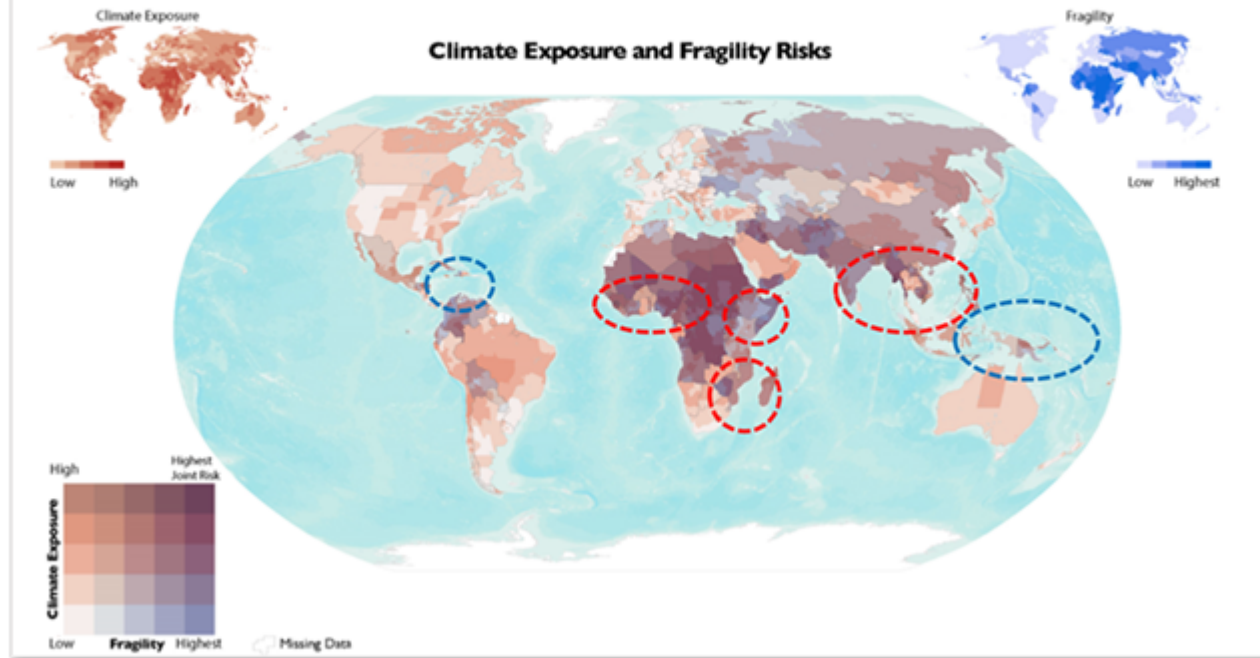 Climate Exposure
Fragility
Climate Exposure and Fragility Risks
Low High
Low Highest
High
Highest
Joint Risk
Climate Exposure
Low Fragility Highest
Missing Data